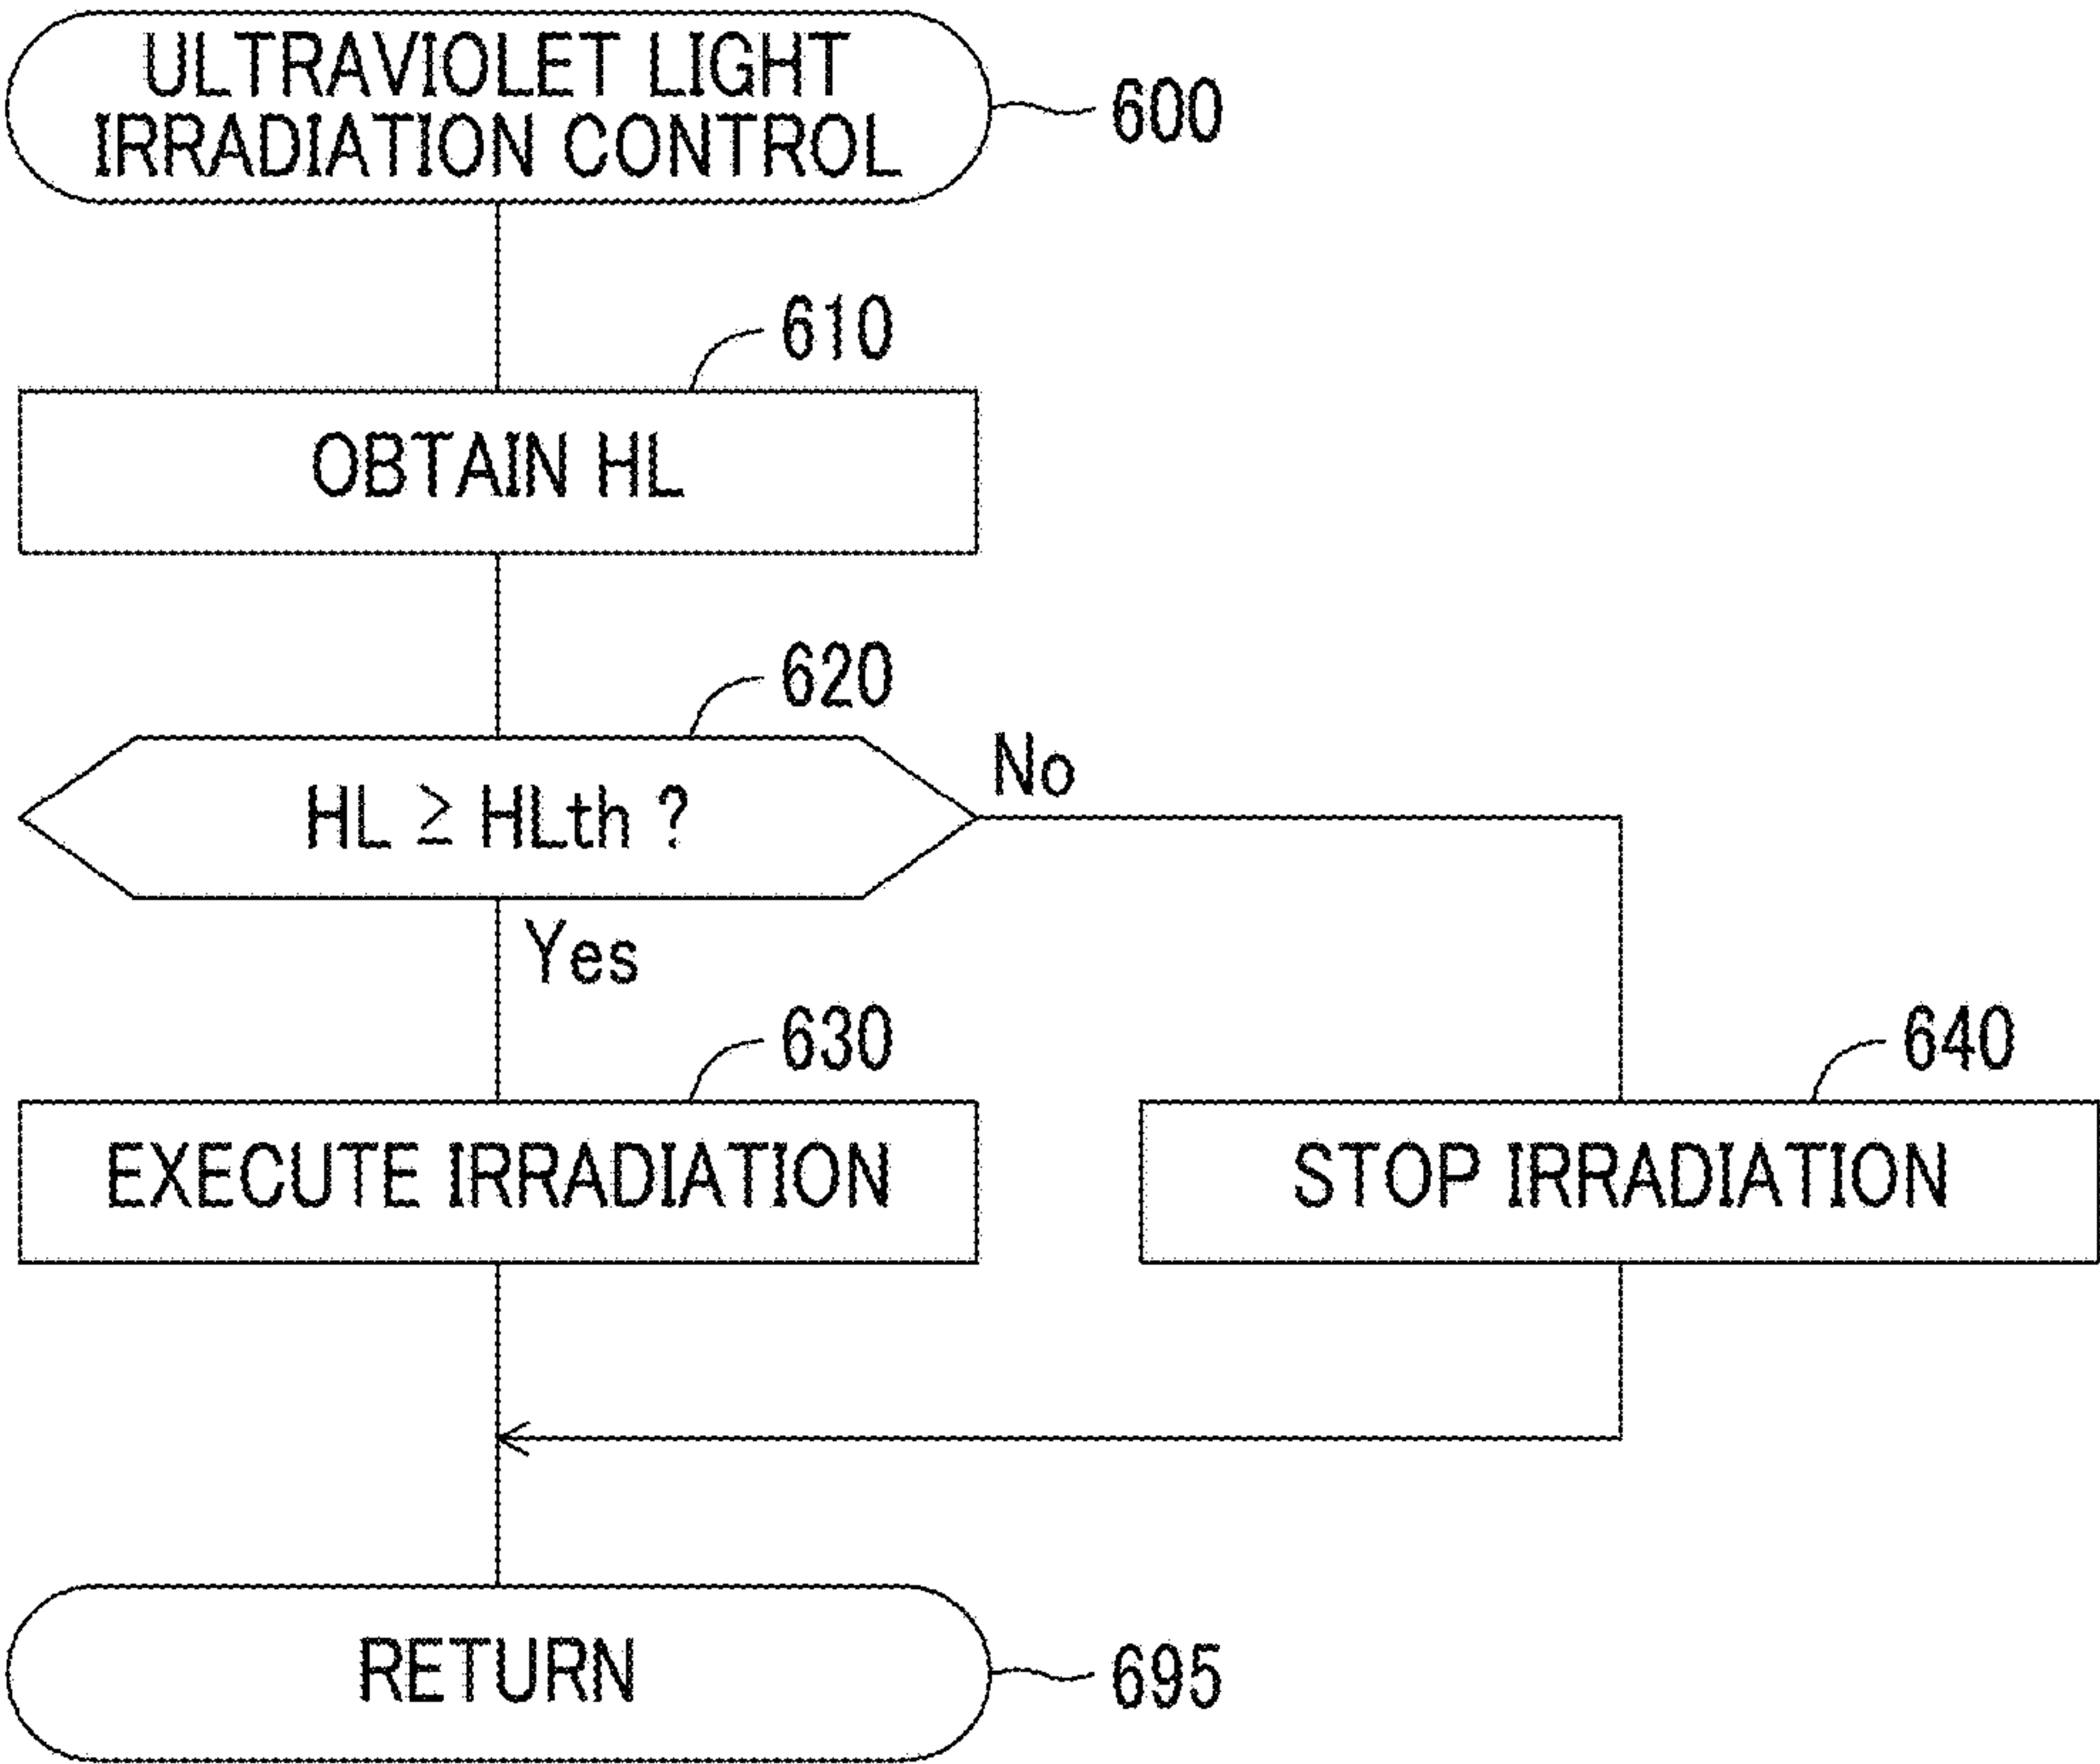 ULTRAVIOLET LIGHT
IRRADIATION CONTROL
600
610
OBTAIN HL
620
HL ≥ HLth ?
No
Yes
630
EXECUTE IRRADIATION
640
STOP IRRADIATION
RETURN
695